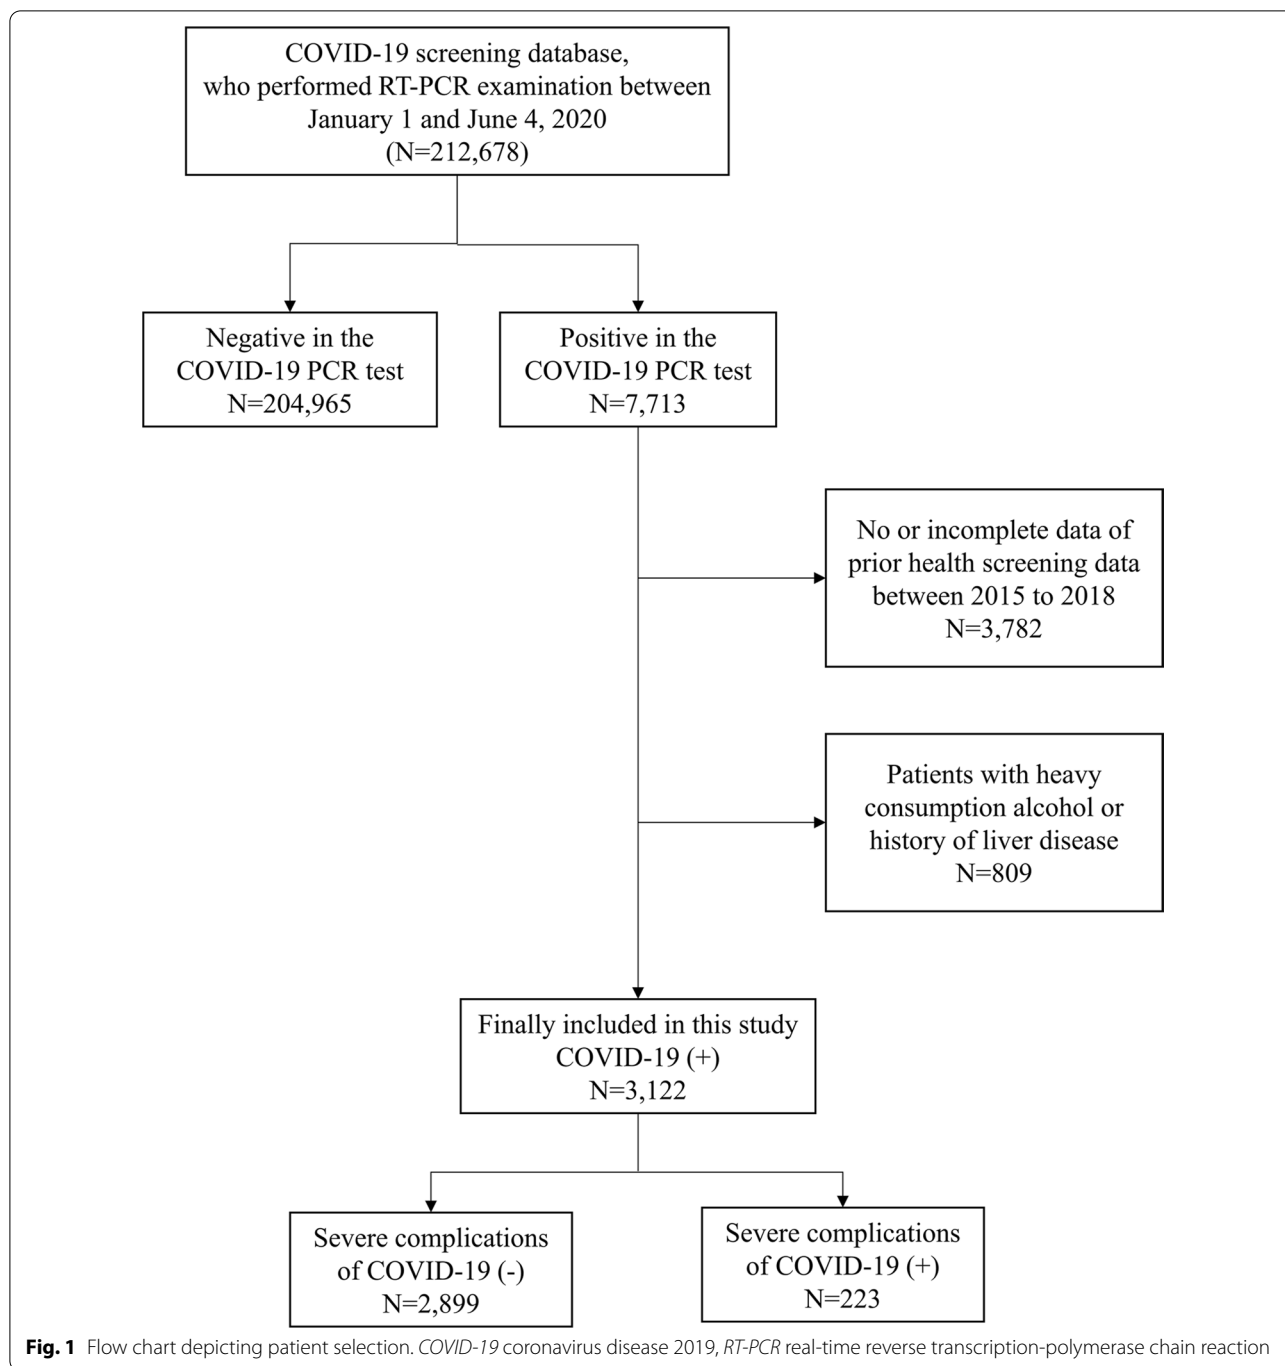 COVID-19 screening database,
who performed RT-PCR examination between
January 1 and June 4, 2020
(N=212,678)
Negative in the
COVID-19 PCR test
N=204,965
Positive in the
COVID-19 PCR test
N=7,713
No or incomplete data of
prior health screening data
between 2015 to 2018
N=3,782
Patients with heavy
consumption alcohol or
history of liver disease
N=809
Finally included in this study
COVID-19 (+)
N=3,122
Severe complications
of COVID-19 (-)
N=2,899
Severe complications
of COVID-19 (+)
N=223
Fig. 1 Flow chart depicting patient selection. COVID-19 coronavirus disease 2019, RT-PCR real-time reverse transcription-polymerase chain reaction